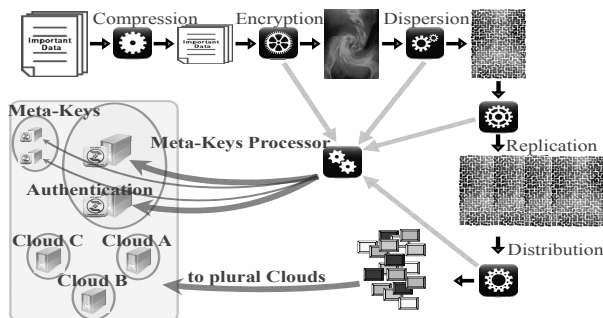 Compression
Encryption
Dispersion
Important
Data
Important
Data
Meta-Keys
Meta-Keys Processor
Replication
Authentication
Cloud C
Cloud A
Distribution
Cloud B
to plural Clouds